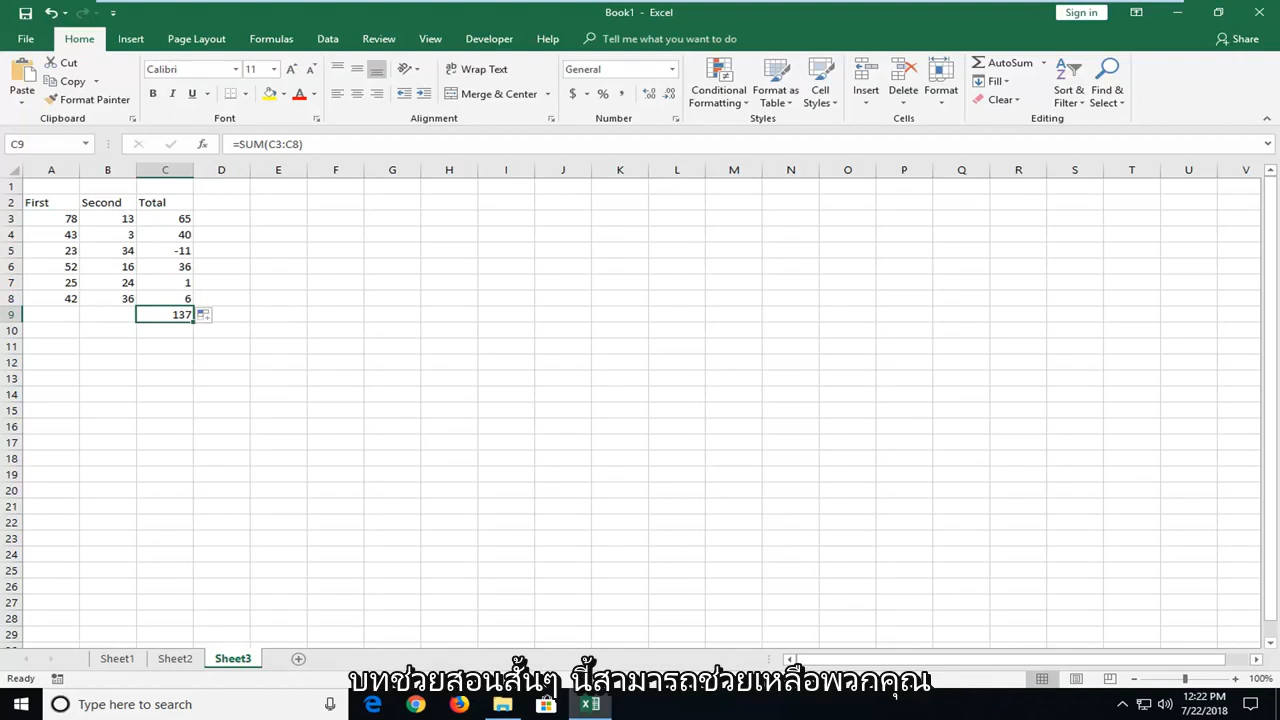 Book1 - Excel
Sign in
File Home Insert Page Layout Formulas Data Review View Developer Help Tell me what you want to do Share
Paste
Cut
Copy
Format Painter
Clipboard
Calibri 11
B I U A
Font
Wrap Text
Merge & Center
Alignment
General
$ % ,
Number
Conditional Formatting
Format as Table
Cell Styles
Styles
Insert Delete Format
Cells
AutoSum
Fill
Clear
Sort & Filter
Find & Select
Editing
C9 fx =SUM(C3:C8)
A B C D E F G H I J K L M N O P Q R S T U V
1
2 First Second Total
3 78 13 65
4 43 3 40
5 23 34 -11
6 52 16 36
7 25 24 1
8 42 36 6
9 137
10
11
12
13
14
15
16
17
18
19
20
21
22
23
24
25
26
27
28
29
Sheet1 Sheet2 Sheet3
บทช่วยสอนสั้นๆ นี้สามารถช่วยเหลือพวกคุณ
Ready 100%
Type here to search
12:22 PM
7/22/2018